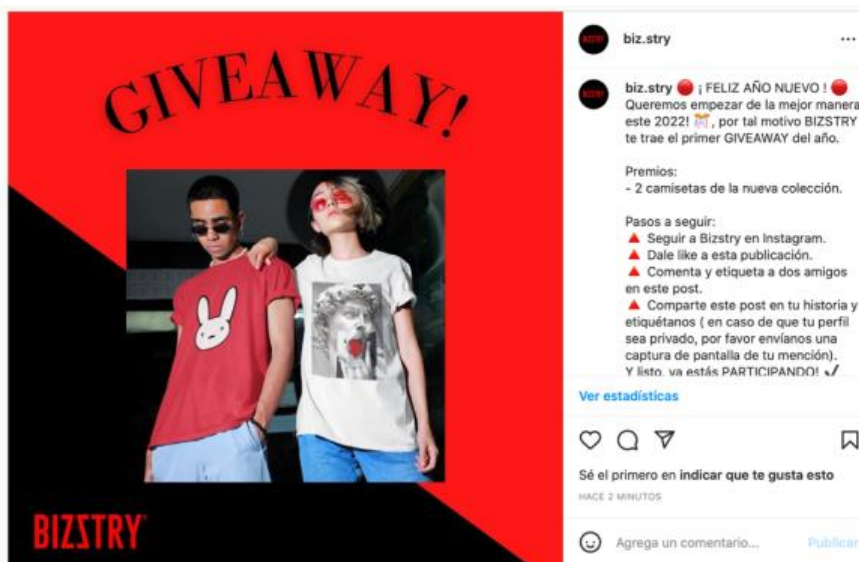 GIVEAWAY!
BIZSTRY
biz.stry
biz.stry 🔴 ¡ FELIZ AÑO NUEVO ! 🔴
Queremos empezar de la mejor manera
este 2022! 🎊, por tal motivo BIZSTRY
te trae el primer GIVEAWAY del año.
Premios:
- 2 camisetas de la nueva colección.
Pasos a seguir:
🔺 Seguir a Bizstry en Instagram.
🔺 Dale like a esta publicación.
🔺 Comenta y etiqueta a dos amigos
en este post.
🔺 Comparte este post en tu historia y
etiquétanos ( en caso de que tu perfil
sea privado, por favor envíanos una
captura de pantalla de tu mención).
Y listo, ya estás PARTICIPANDO! ✔️
Ver estadísticas
Sé el primero en indicar que te gusta esto
HACE 2 MINUTOS
Agrega un comentario... Publicar